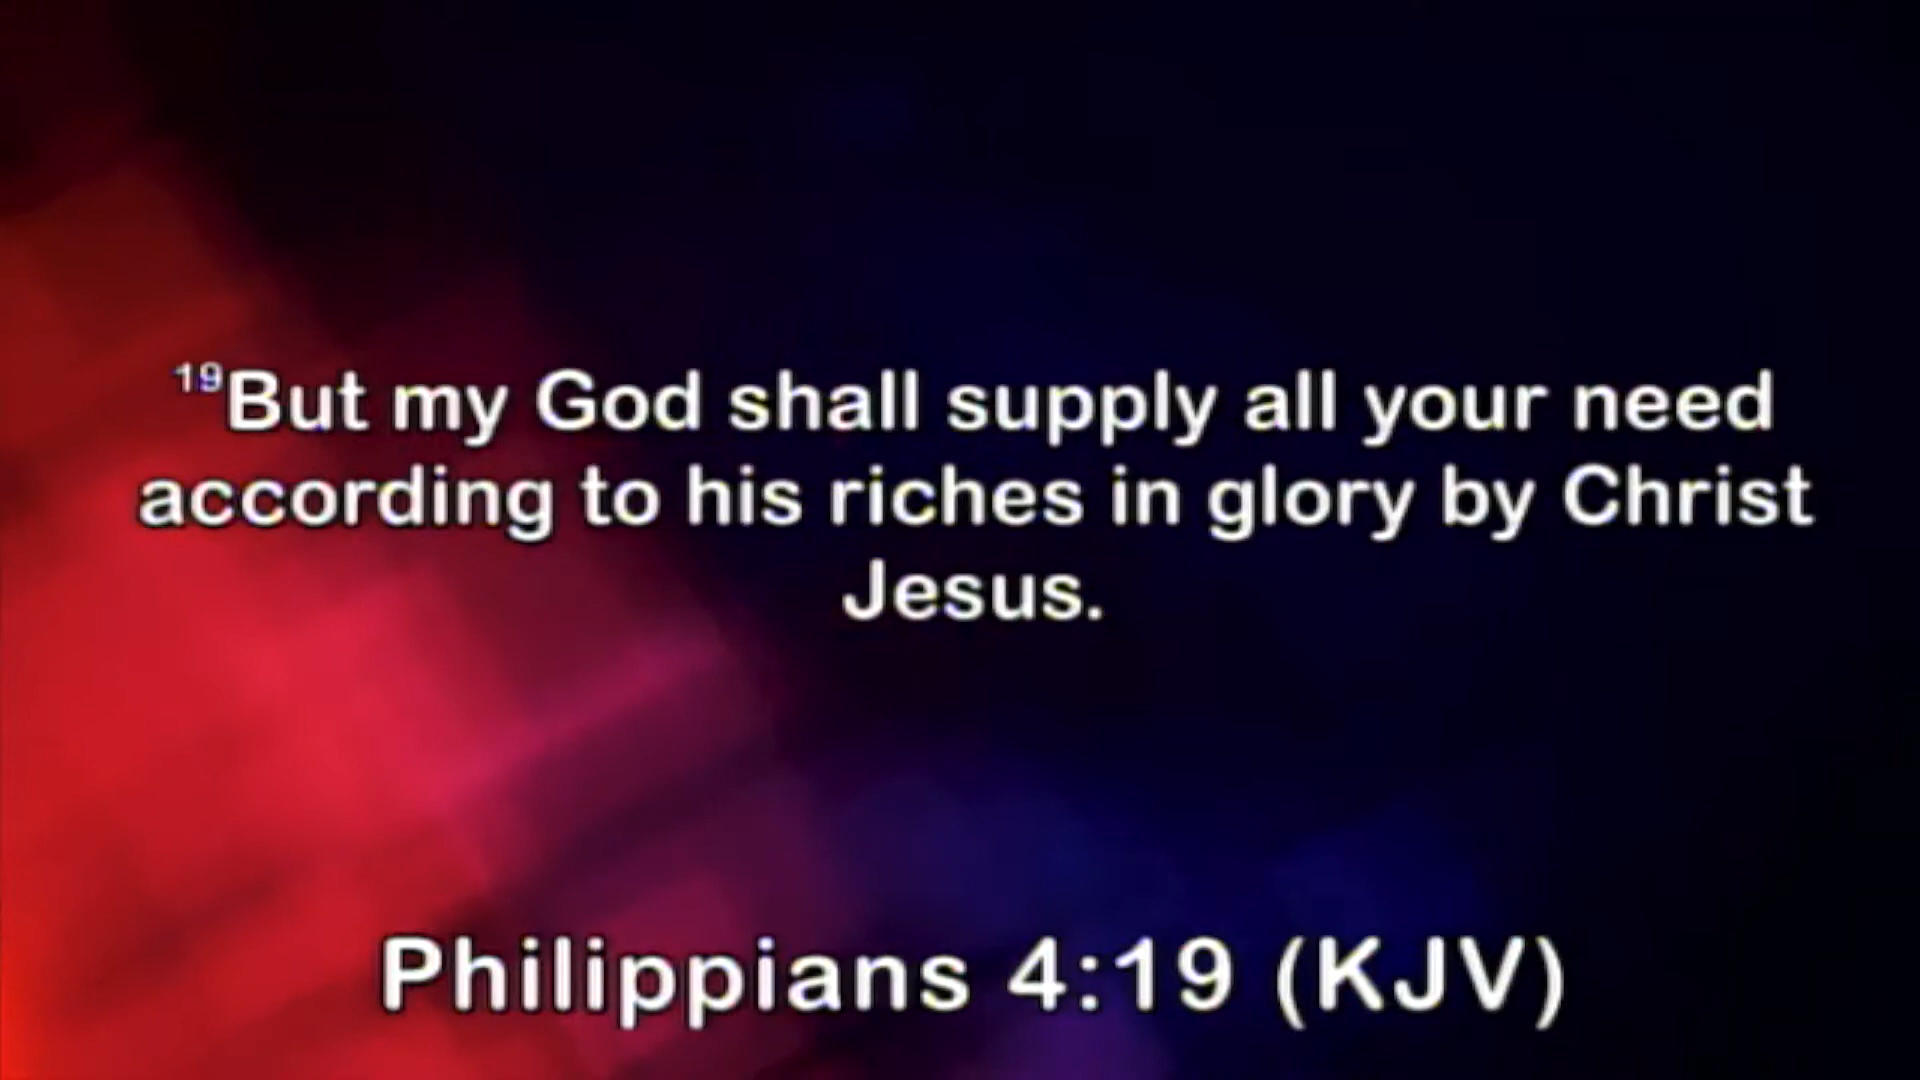 19But my God shall supply all your need
according to his riches in glory by Christ
Jesus.
Philippians 4:19 (KJV)